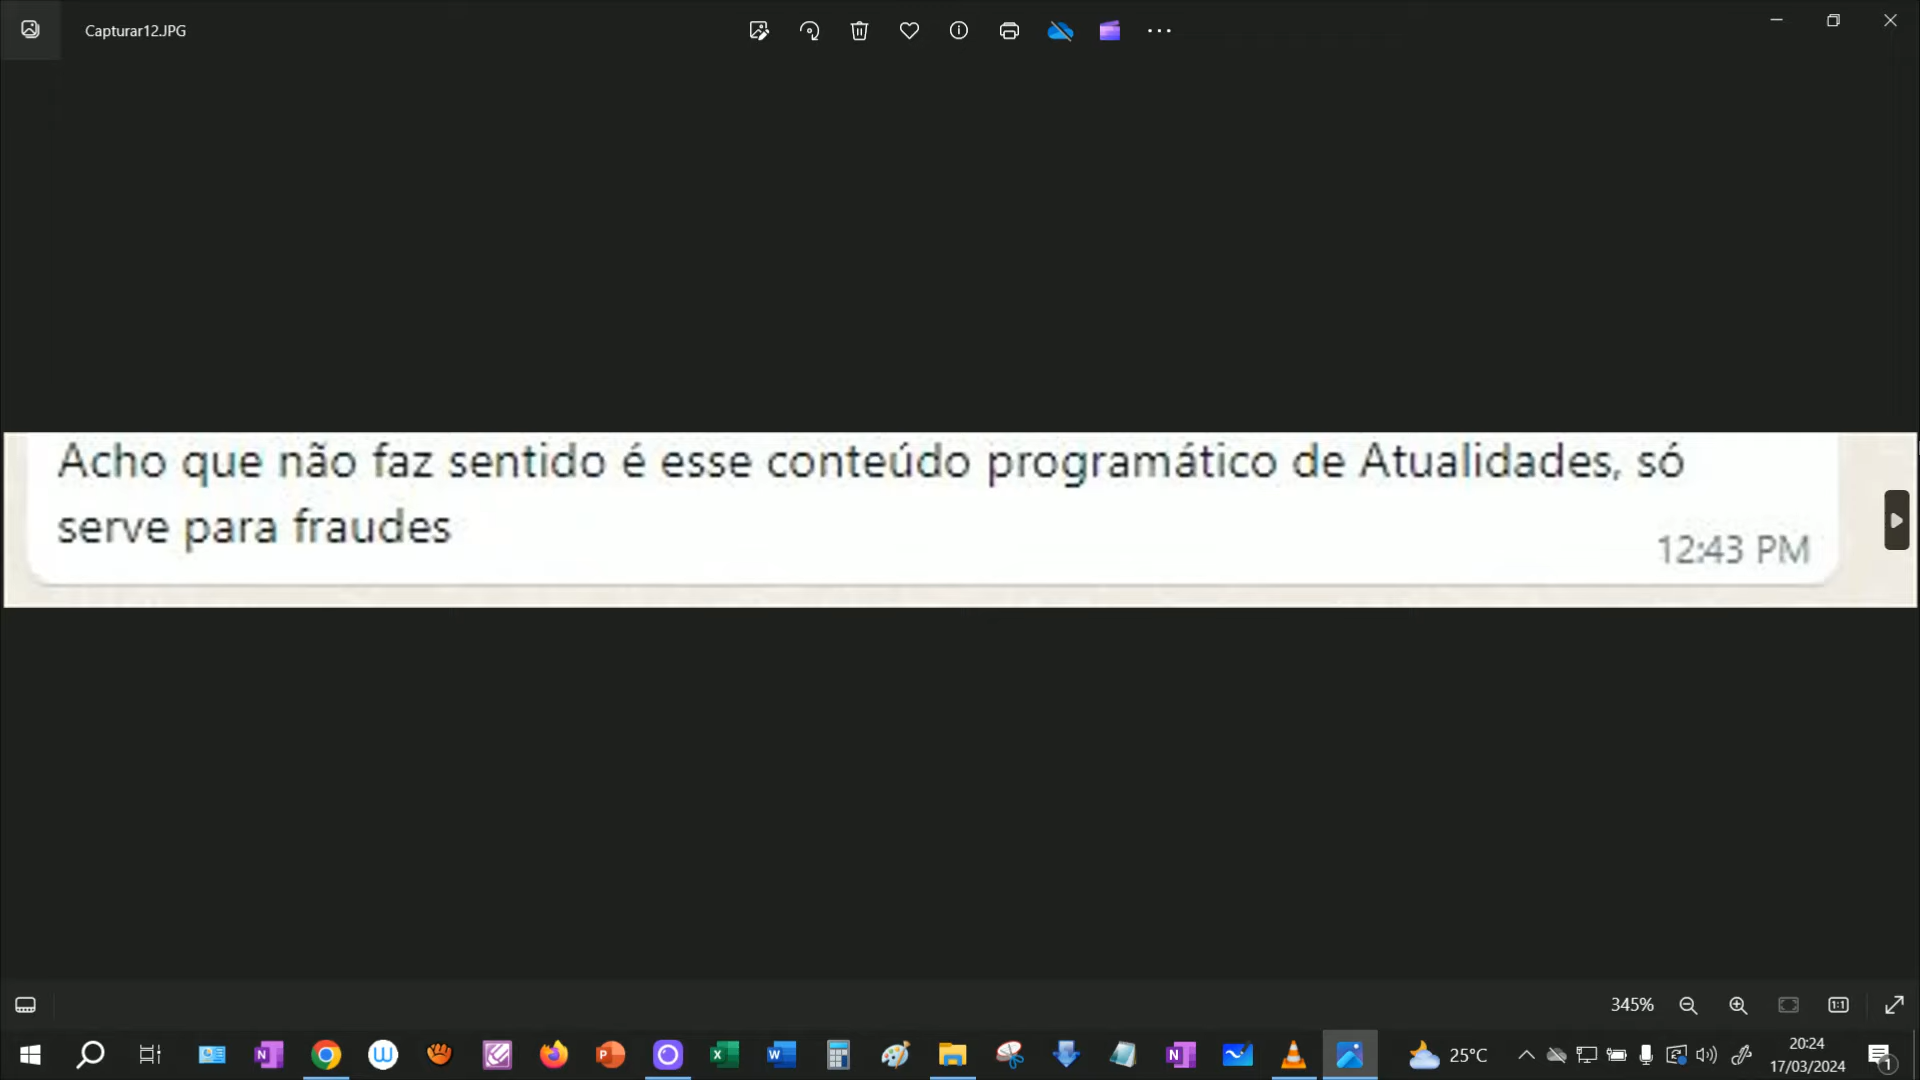 Capturar12.JPG
Acho que não faz sentido é esse conteúdo programático de Atualidades, só
serve para fraudes
12:43 PM
345%
25°C
20:24
17/03/2024
1